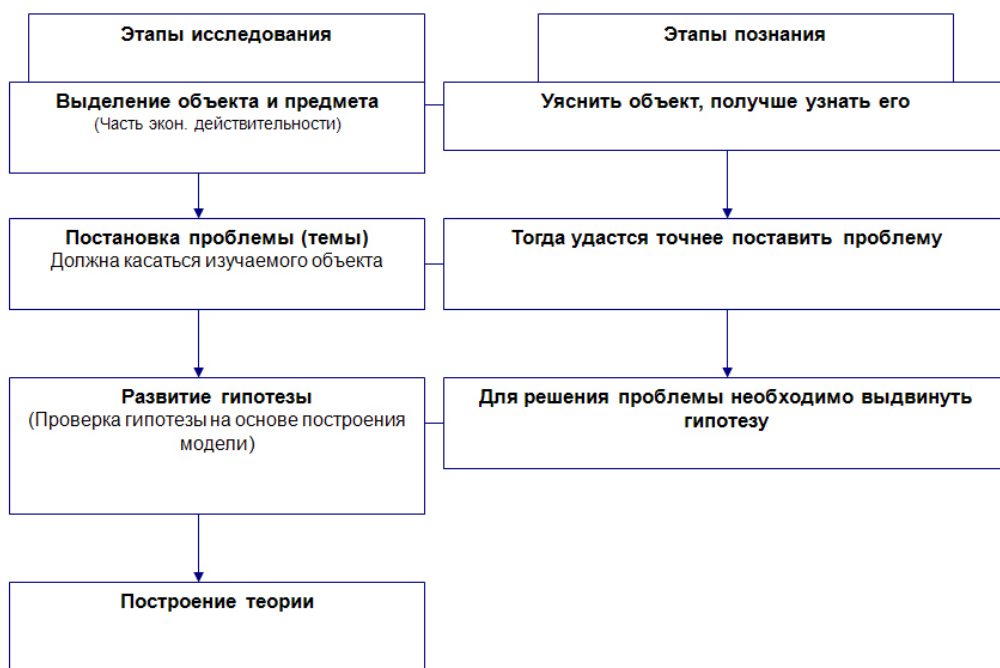 Этапы исследования
Этапы познания
Выделение объекта и предмета
(Часть экон. действительности)
Уяснить объект, получше узнать его
Постановка проблемы (темы)
Должна касаться изучаемого объекта
Тогда удастся точнее поставить проблему
Развитие гипотезы
(Проверка гипотезы на основе построения
модели)
Для решения проблемы необходимо выдвинуть
гипотезу
Построение теории